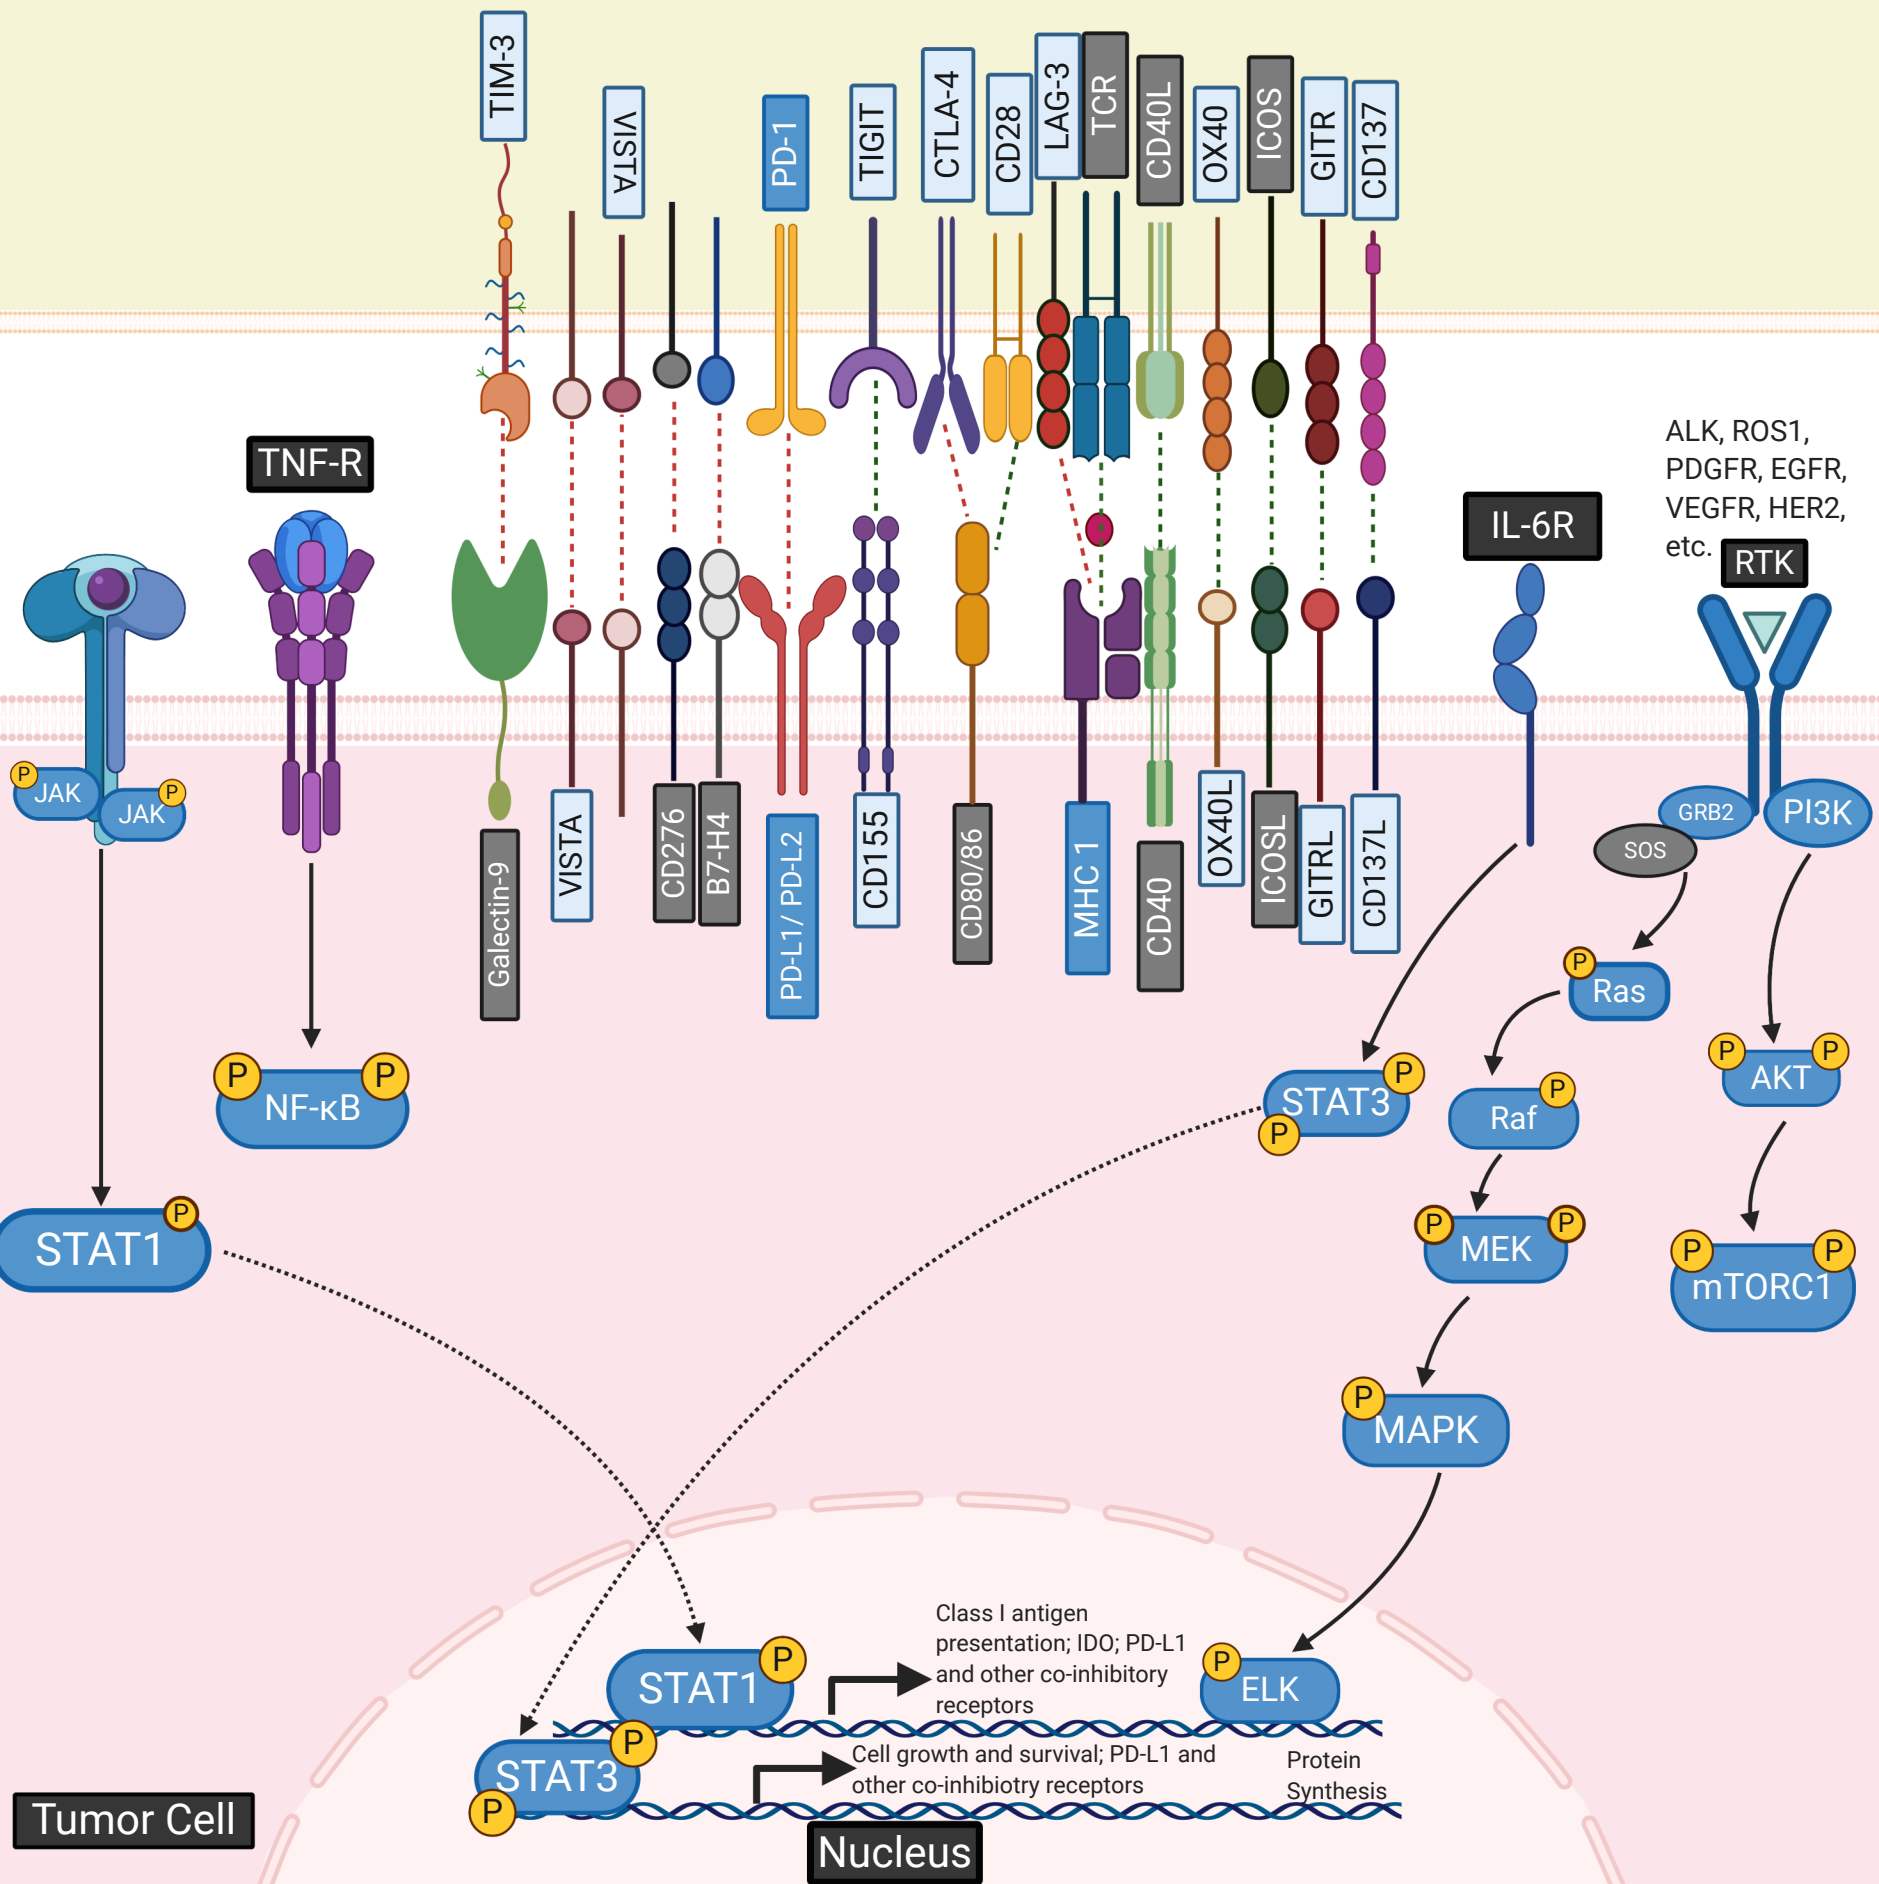 TIM-3
VISTA
PD-1
TIGIT
CTLA-4
CD28
LAG-3
TCR
CD40L
OX40
ICOS
GITR
CD137
TNF-R
IL-6R
ALK, ROS1,
PDGFR, EGFR,
VEGFR, HER2,
etc.
RTK
P
JAK
P
JAK
Galectin-9
VISTA
CD276
B7-H4
PD-L1/ PD-L2
CD155
CD80/86
MHC 1
CD40
OX40L
ICOSL
GITRL
CD137L
GRB2
PI3K
SOS
P
Ras
P
P
NF-κB
P
STAT3
P
P
Raf
P
P
AKT
P
STAT1
P
P
MEK
P
P
mTORC1
P
MAPK
Class I antigen
presentation; IDO; PD-L1
and other co-inhibitory
receptors
P
STAT1
P
ELK
P
STAT3
P
Cell growth and survival; PD-L1 and
other co-inhibiotry receptors
Protein
Synthesis
Tumor Cell
Nucleus